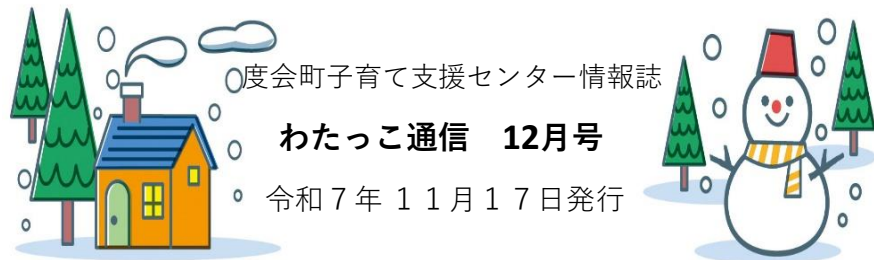 度会町子育て支援センター情報誌
わたっこ通信　12月号
令和７年 １１月１７日発行